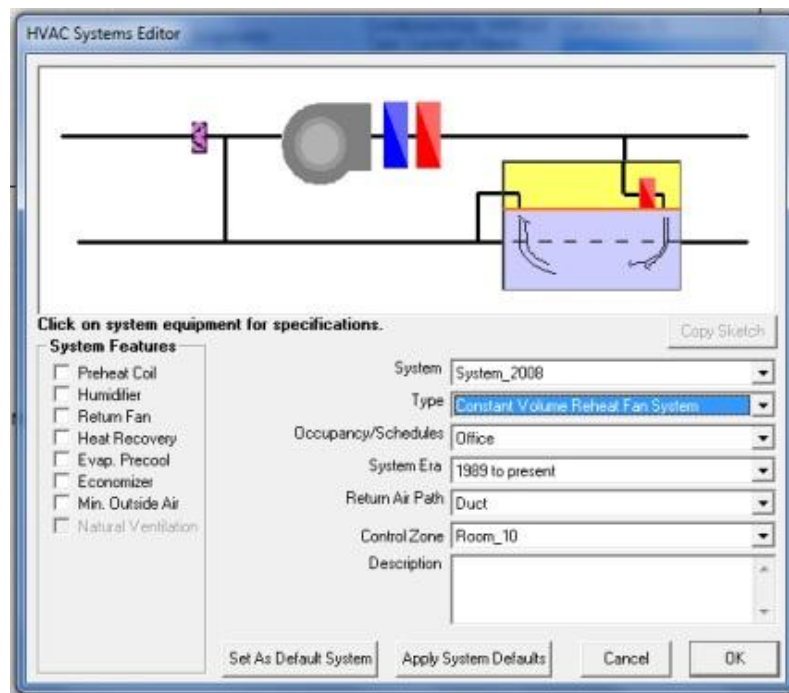 HVAC Systems Editor
Click on system equipment for specifications.
Copy Sketch
System Features
Preheat Coil
Humidifier
Return Fan
Heat Recovery
Evap. Precool
Economizer
Min. Outside Air
Natural Ventilation
System System_2008
Type Constant Volume Reheat Fan System
Occupancy/Schedules Office
System Era 1989 to present
Return Air Path Duct
Control Zone Room_10
Description
Set As Default System Apply System Defaults Cancel OK